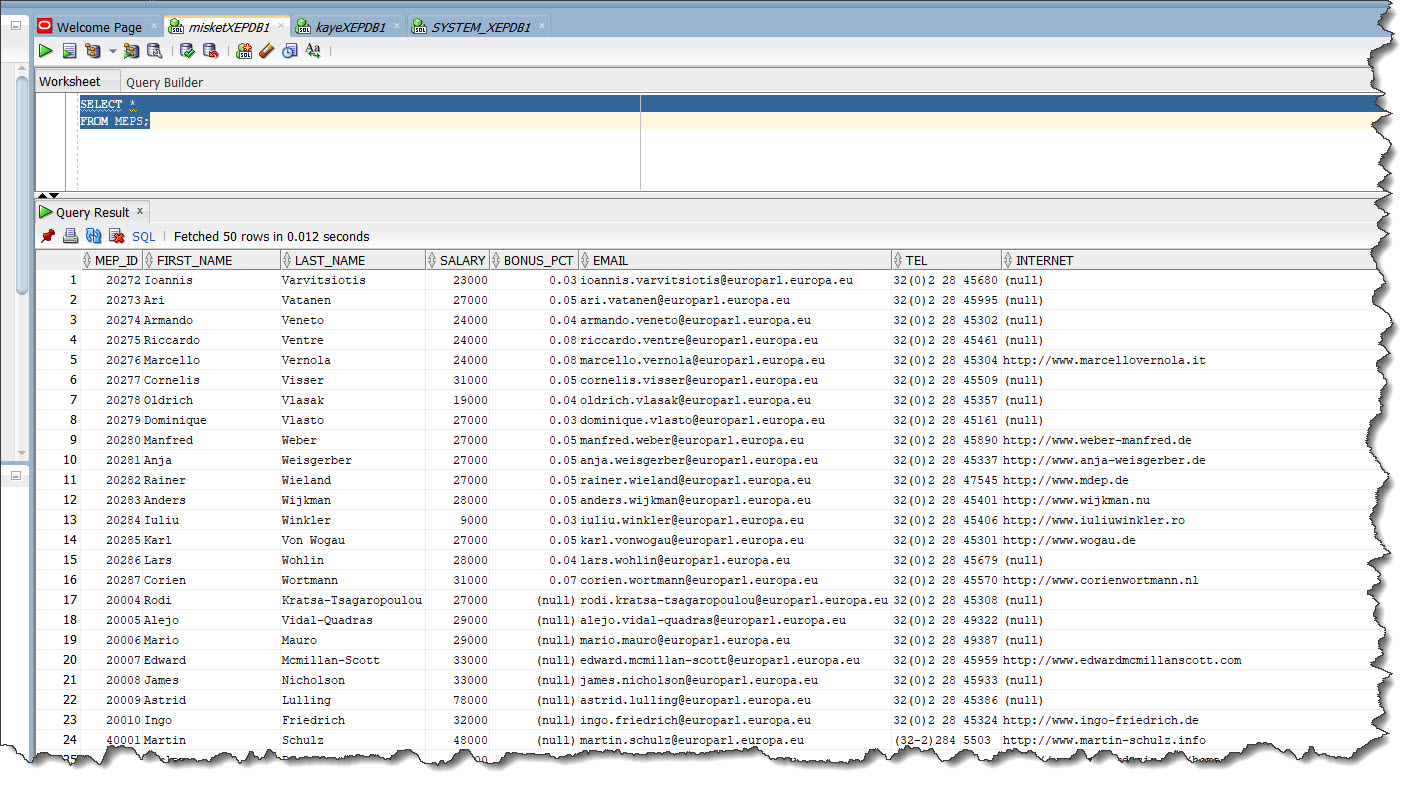 Welcome Page misketXEPDB1 kayeXEPDB1 SYSTEM_XEPDB1
Worksheet Query Builder
SELECT *
FROM MEPS;
Query Result
SQL Fetched 50 rows in 0.012 seconds
MEP_ID FIRST_NAME LAST_NAME SALARY BONUS_PCT EMAIL TEL INTERNET
1 20272 Ioannis Varvitsiotis 23000 0.03 ioannis.varvitsiotis@europarl.europa.eu 32(0)2 28 45680 (null)
2 20273 Ari Vatanen 27000 0.05 ari.vatanen@europarl.europa.eu 32(0)2 28 45995 (null)
3 20274 Armando Veneto 24000 0.04 armando.veneto@europarl.europa.eu 32(0)2 28 45302 (null)
4 20275 Riccardo Ventre 24000 0.08 riccardo.ventre@europarl.europa.eu 32(0)2 28 45461 (null)
5 20276 Marcello Vernola 24000 0.08 marcello.vernola@europarl.europa.eu 32(0)2 28 45304 http://www.marcellovernola.it
6 20277 Cornelis Visser 31000 0.05 cornelis.visser@europarl.europa.eu 32(0)2 28 45509 (null)
7 20278 Oldrich Vlasak 19000 0.04 oldrich.vlasak@europarl.europa.eu 32(0)2 28 45357 (null)
8 20279 Dominique Vlasto 27000 0.03 dominique.vlasto@europarl.europa.eu 32(0)2 28 45161 (null)
9 20280 Manfred Weber 27000 0.05 manfred.weber@europarl.europa.eu 32(0)2 28 45890 http://www.weber-manfred.de
10 20281 Anja Weisgerber 27000 0.05 anja.weisgerber@europarl.europa.eu 32(0)2 28 45337 http://www.anja-weisgerber.de
11 20282 Rainer Wieland 27000 0.05 rainer.wieland@europarl.europa.eu 32(0)2 28 47545 http://www.mdep.de
12 20283 Anders Wijkman 28000 0.05 anders.wijkman@europarl.europa.eu 32(0)2 28 45401 http://www.wijkman.nu
13 20284 Iuliu Winkler 9000 0.03 iuliu.winkler@europarl.europa.eu 32(0)2 28 45406 http://www.iuliuwinkler.ro
14 20285 Karl Von Wogau 27000 0.05 karl.vonwogau@europarl.europa.eu 32(0)2 28 45301 http://www.wogau.de
15 20286 Lars Wohlin 28000 0.04 lars.wohlin@europarl.europa.eu 32(0)2 28 45679 (null)
16 20287 Corien Wortmann 31000 0.07 corien.wortmann@europarl.europa.eu 32(0)2 28 45570 http://www.corienwortmann.nl
17 20004 Rodi Kratsa-Tsagaropoulou 27000 (null) rodi.kratsa-tsagaropoulou@europarl.europa.eu 32(0)2 28 45308 (null)
18 20005 Alejo Vidal-Quadras 29000 (null) alejo.vidal-quadras@europarl.europa.eu 32(0)2 28 49322 (null)
19 20006 Mario Mauro 29000 (null) mario.mauro@europarl.europa.eu 32(0)2 28 49387 (null)
20 20007 Edward Mcmillan-Scott 33000 (null) edward.mcmillan-scott@europarl.europa.eu 32(0)2 28 45959 http://www.edwardmcmillanscott.com
21 20008 James Nicholson 33000 (null) james.nicholson@europarl.europa.eu 32(0)2 28 45933 (null)
22 20009 Astrid Lulling 78000 (null) astrid.lulling@europarl.europa.eu 32(0)2 28 45386 (null)
23 20010 Ingo Friedrich 32000 (null) ingo.friedrich@europarl.europa.eu 32(0)2 28 45324 http://www.ingo-friedrich.de
24 40001 Martin Schulz 48000 (null) martin.schulz@europarl.europa.eu (32-2)284 5503 http://www.martin-schulz.info